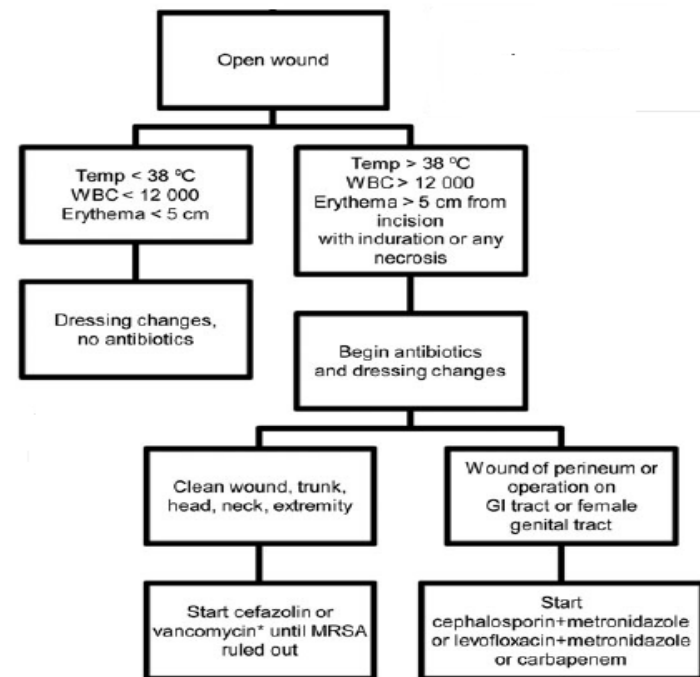 Open wound
Temp < 38 ºC
WBC < 12 000
Erythema < 5 cm
Temp > 38 ºC
WBC > 12 000
Erythema > 5 cm from
incision
with induration or any
necrosis
Dressing changes,
no antibiotics
Begin antibiotics
and dressing changes
Clean wound, trunk,
head, neck, extremity
Wound of perineum or
operation on
GI tract or female
genital tract
Start cefazolin or
vancomycin* until MRSA
ruled out
Start
cephalosporin+metronidazole
or levofloxacin+metronidazole
or carbapenem